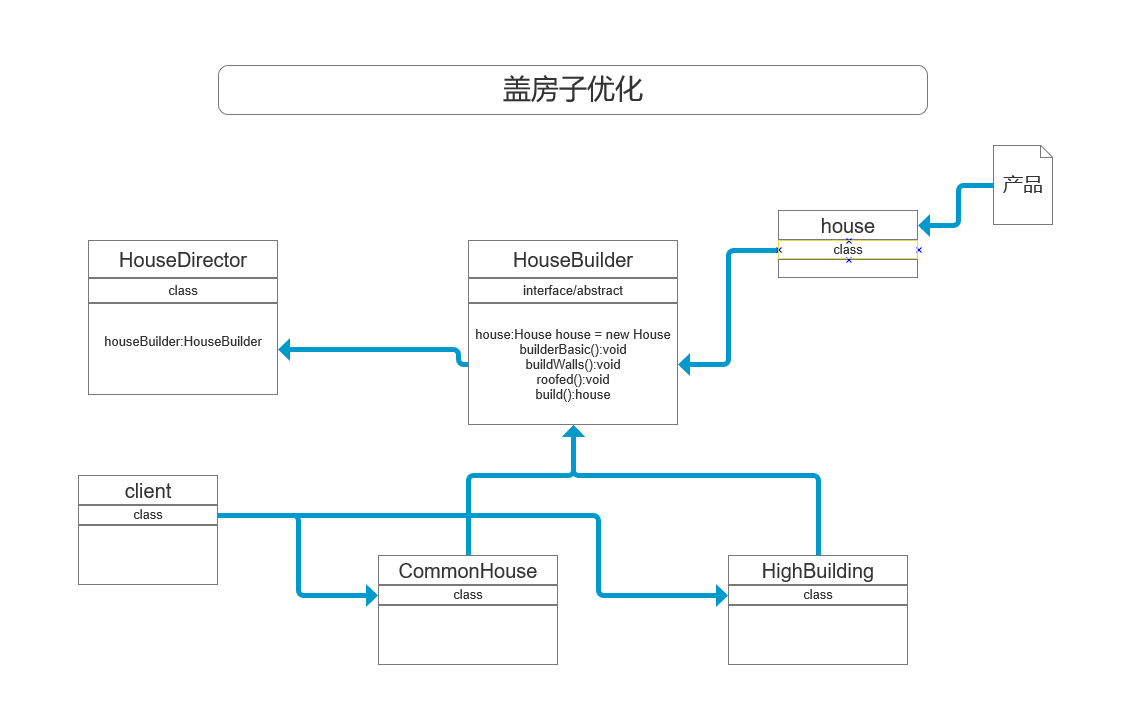 盖房子优化
产品
house
class
HouseDirector
class
houseBuilder:HouseBuilder
HouseBuilder
interface/abstract
house:House house = new House
builderBasic():void
buildWalls():void
roofed():void
build():house
client
class
CommonHouse
class
HighBuilding
class